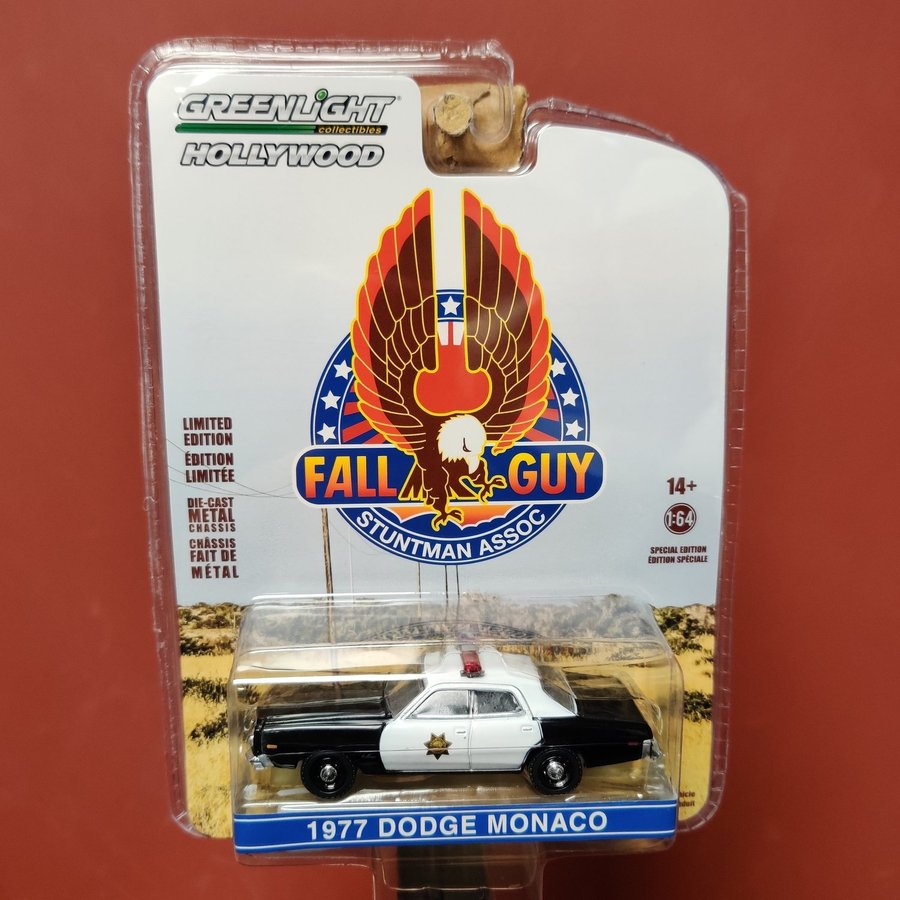 GREENLiGHT
collectibles
HOLLYWOOD
FALL GUY
STUNTMAN ASSOC
LIMITED
EDITION
ÉDITION
LIMITÉE
DIE-CAST
METAL
CHASSIS
CHÂSSIS
FAIT DE
MÉTAL
14+
1:64
SPECIAL EDITION
ÉDITION SPÉCIALE
1977 DODGE MONACO